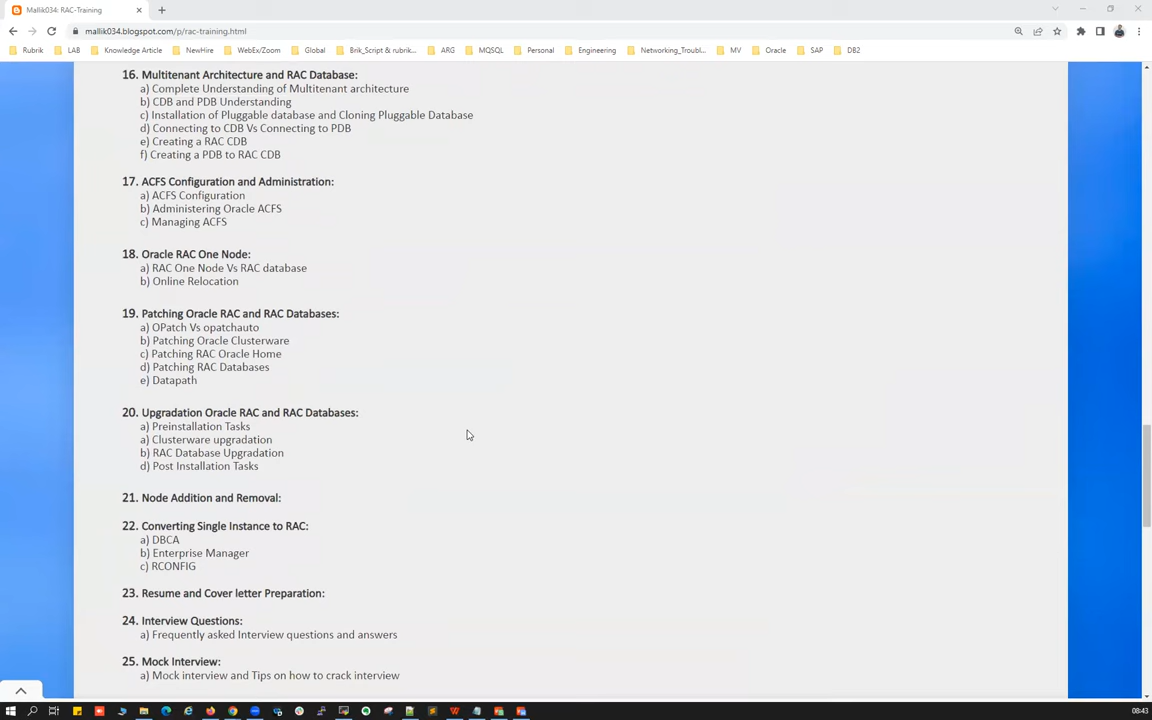 Mallik034: RAC-Training
mallik034.blogspot.com/p/rac-training.html
Rubrik LAB Knowledge Article NewHire WebEx/Zoom Global Brik_Script & rubrik... ARG MQSQL Personal Engineering Networking_Troubl... MV Oracle SAP DB2
16. Multitenant Architecture and RAC Database:
a) Complete Understanding of Multitenant architecture
b) CDB and PDB Understanding
c) Installation of Pluggable database and Cloning Pluggable Database
d) Connecting to CDB Vs Connecting to PDB
e) Creating a RAC CDB
f) Creating a PDB to RAC CDB
17. ACFS Configuration and Administration:
a) ACFS Configuration
b) Administering Oracle ACFS
c) Managing ACFS
18. Oracle RAC One Node:
a) RAC One Node Vs RAC database
b) Online Relocation
19. Patching Oracle RAC and RAC Databases:
a) OPatch Vs opatchauto
b) Patching Oracle Clusterware
c) Patching RAC Oracle Home
d) Patching RAC Databases
e) Datapath
20. Upgradation Oracle RAC and RAC Databases:
a) Preinstallation Tasks
a) Clusterware upgradation
b) RAC Database Upgradation
d) Post Installation Tasks
21. Node Addition and Removal:
22. Converting Single Instance to RAC:
a) DBCA
b) Enterprise Manager
c) RCONFIG
23. Resume and Cover letter Preparation:
24. Interview Questions:
a) Frequently asked Interview questions and answers
25. Mock Interview:
a) Mock interview and Tips on how to crack interview
08:43